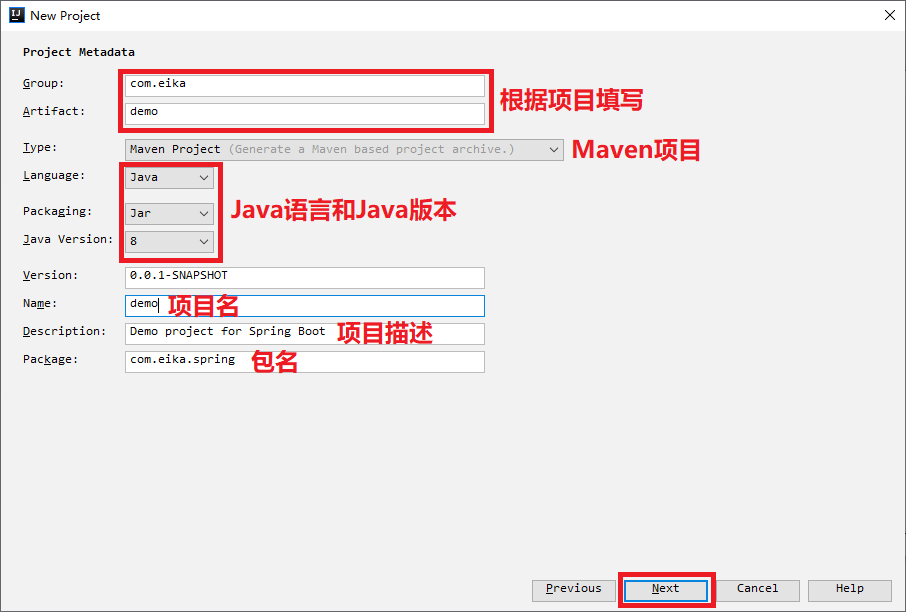 New Project
Project Metadata
Group: com.eika
Artifact: demo
根据项目填写
Type: Maven Project (Generate a Maven based project archive.) Maven项目
Language: Java
Packaging: Jar
Java语言和Java版本
Java Version: 8
Version: 0.0.1-SNAPSHOT
Name: demo 项目名
Description: Demo project for Spring Boot 项目描述
Package: com.eika.spring 包名
Previous Next Cancel Help